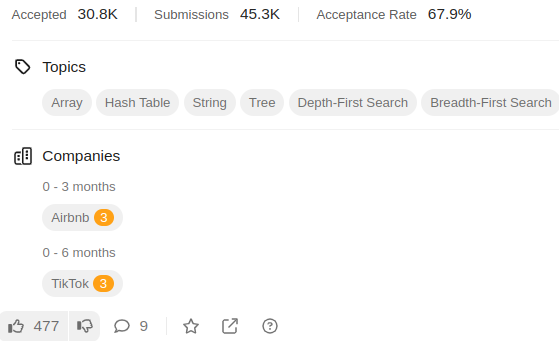 Accepted 30.8K Submissions 45.3K Acceptance Rate 67.9%
Topics
Array Hash Table String Tree Depth-First Search Breadth-First Search
Companies
0 - 3 months
Airbnb 3
0 - 6 months
TikTok 3
477 9